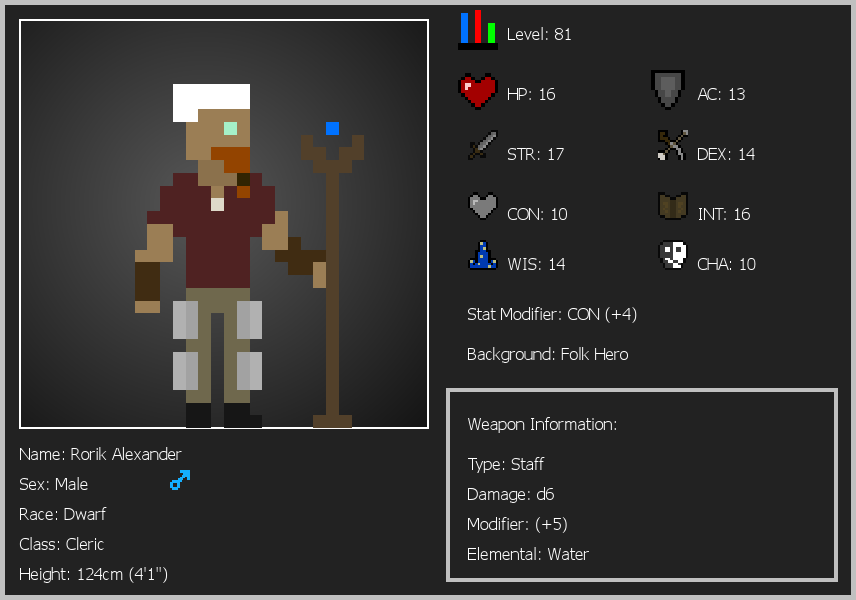 Level: 81
HP: 16
AC: 13
STR: 17
DEX: 14
CON: 10
INT: 16
WIS: 14
CHA: 10
Stat Modifier: CON (+4)
Background: Folk Hero
Weapon Information:
Type: Staff
Damage: d6
Modifier: (+5)
Elemental: Water
Name: Rorik Alexander
Sex: Male
Race: Dwarf
Class: Cleric
Height: 124cm (4'1")